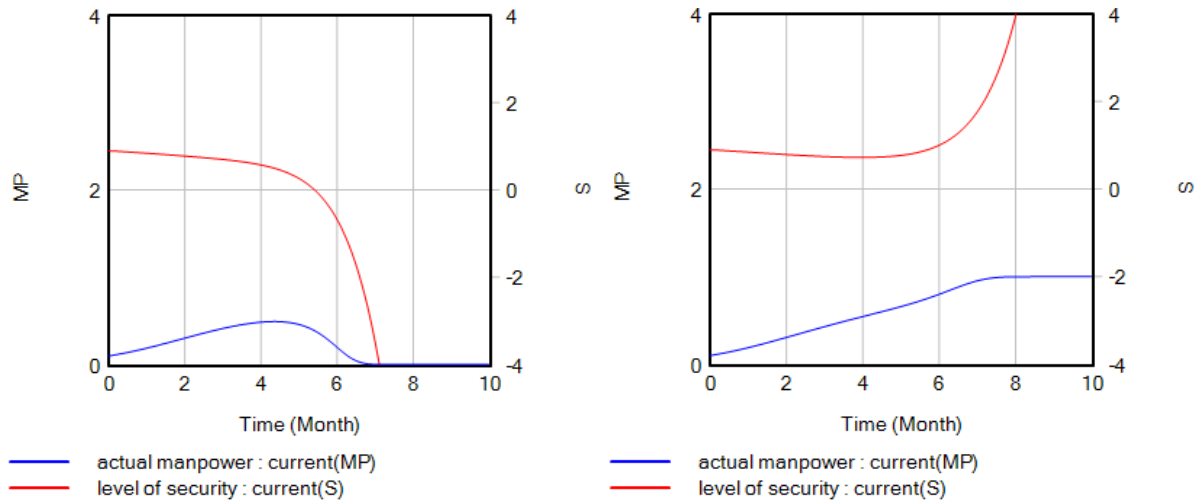 4 4 4 4
2 2
MP 2 0 S MP 2 0 S
-2 -2
0 -4 0 -4
0 2 4 6 8 10 0 2 4 6 8 10
Time (Month) Time (Month)
actual manpower : current(MP) actual manpower : current(MP)
level of security : current(S) level of security : current(S)